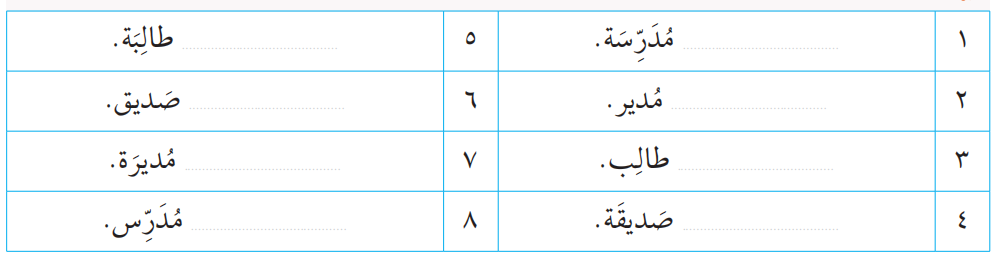 ١ .................... مُدَرِّسَة. ٥ .................... طالِبَة.
٢ .................... مُدير. ٦ .................... صَديق.
٣ .................... طالِب. ٧ .................... مُديرَة.
٤ .................... صَديقَة. ٨ .................... مُدَرِّس.